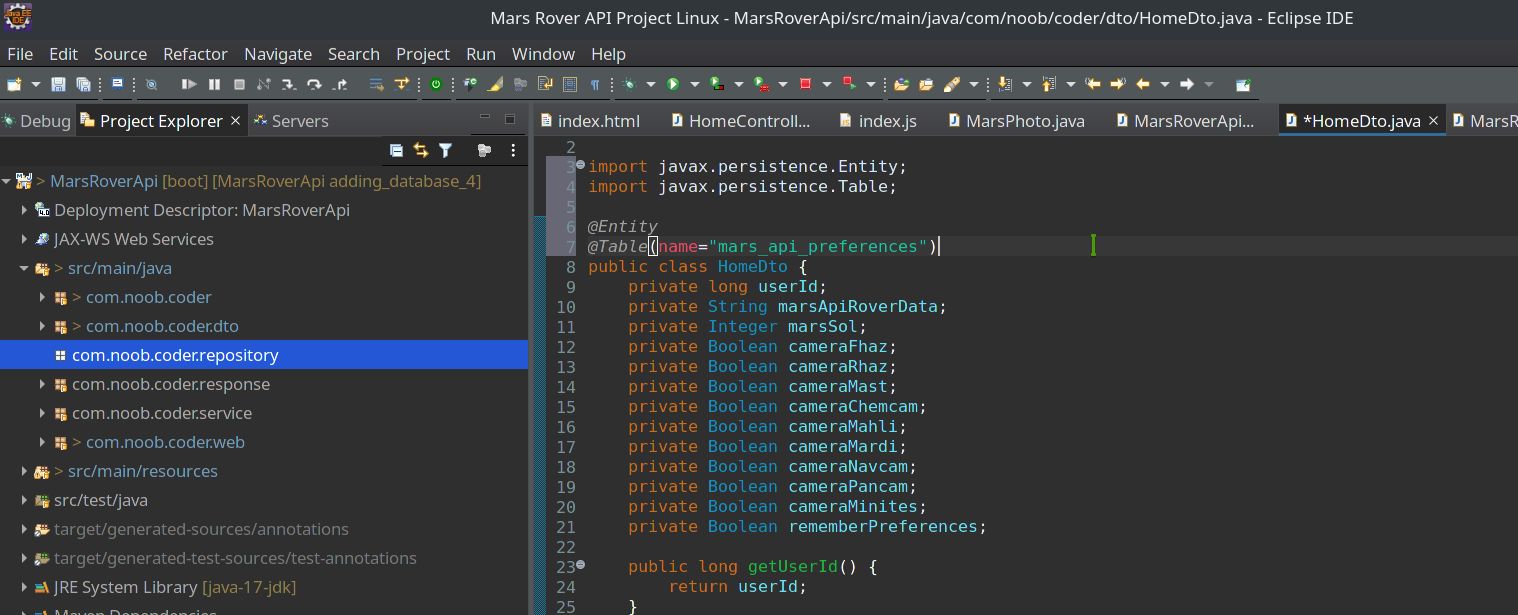 Java EE
IDE
Mars Rover API Project Linux - MarsRoverApi/src/main/java/com/noob/coder/dto/HomeDto.java - Eclipse IDE
File Edit Source Refactor Navigate Search Project Run Window Help
Debug Project Explorer × Servers
index.html HomeControll... index.js MarsPhoto.java MarsRoverApi... *HomeDto.java × MarsR
> MarsRoverApi [boot] [MarsRoverApi adding_database_4]
Deployment Descriptor: MarsRoverApi
JAX-WS Web Services
> src/main/java
> com.noob.coder
> com.noob.coder.dto
com.noob.coder.repository
com.noob.coder.response
com.noob.coder.service
> com.noob.coder.web
> src/main/resources
src/test/java
target/generated-sources/annotations
target/generated-test-sources/test-annotations
JRE System Library [java-17-jdk]
Maven Dependencies
2
3 import javax.persistence.Entity;
4 import javax.persistence.Table;
5
6 @Entity
7 @Table(name="mars_api_preferences")
8 public class HomeDto {
9 private long userId;
10 private String marsApiRoverData;
11 private Integer marsSol;
12 private Boolean cameraFhaz;
13 private Boolean cameraRhaz;
14 private Boolean cameraMast;
15 private Boolean cameraChemcam;
16 private Boolean cameraMahli;
17 private Boolean cameraMardi;
18 private Boolean cameraNavcam;
19 private Boolean cameraPancam;
20 private Boolean cameraMinites;
21 private Boolean rememberPreferences;
22
23 public long getUserId() {
24 return userId;
25 }